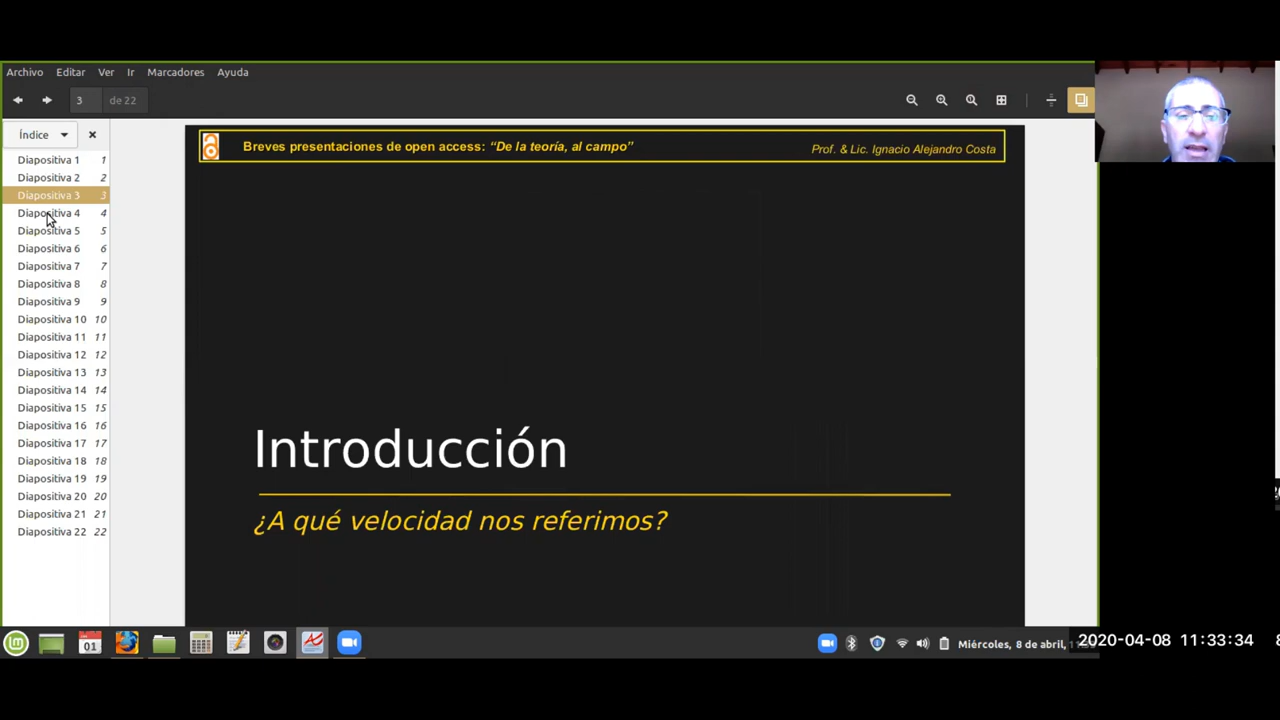 Archivo Editar Ver Ir Marcadores Ayuda
3 de 22
Índice
Diapositiva 1 1
Diapositiva 2 2
Diapositiva 3 3
Diapositiva 4 4
Diapositiva 5 5
Diapositiva 6 6
Diapositiva 7 7
Diapositiva 8 8
Diapositiva 9 9
Diapositiva 10 10
Diapositiva 11 11
Diapositiva 12 12
Diapositiva 13 13
Diapositiva 14 14
Diapositiva 15 15
Diapositiva 16 16
Diapositiva 17 17
Diapositiva 18 18
Diapositiva 19 19
Diapositiva 20 20
Diapositiva 21 21
Diapositiva 22 22
Breves presentaciones de open access: “De la teoría, al campo”
Prof. & Lic. Ignacio Alejandro Costa
Introducción
¿A qué velocidad nos referimos?
01
Miércoles, 8 de abril,
2020-04-08 11:33:34